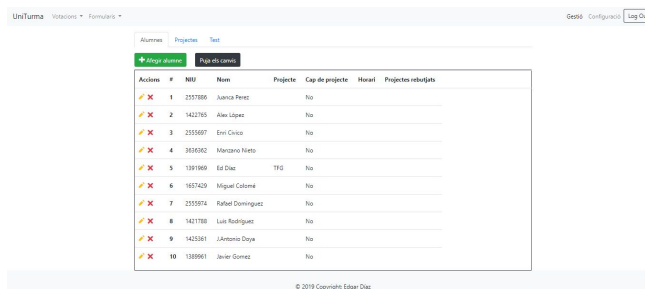 UniTurma Votacions Formularis Gestió Configuració Log Ou
Alumnes Projectes Test
Afegir alumne Puja els canvis
Accions # NIU Nom Projecte Cap de projecte Horari Projectes rebutjats
1 2557886 Juanca Perez No
2 1422765 Alex López No
3 2555697 Enri Civico No
4 3636362 Manzano Nieto No
5 1391969 Ed Díaz TFG No
6 1657429 Miguel Colomé No
7 2555974 Rafael Dominguez No
8 1421788 Luis Rodríguez No
9 1425361 J.Antonio Doya No
10 1389961 Javier Gomez No
© 2019 Copyright: Edgar Díaz